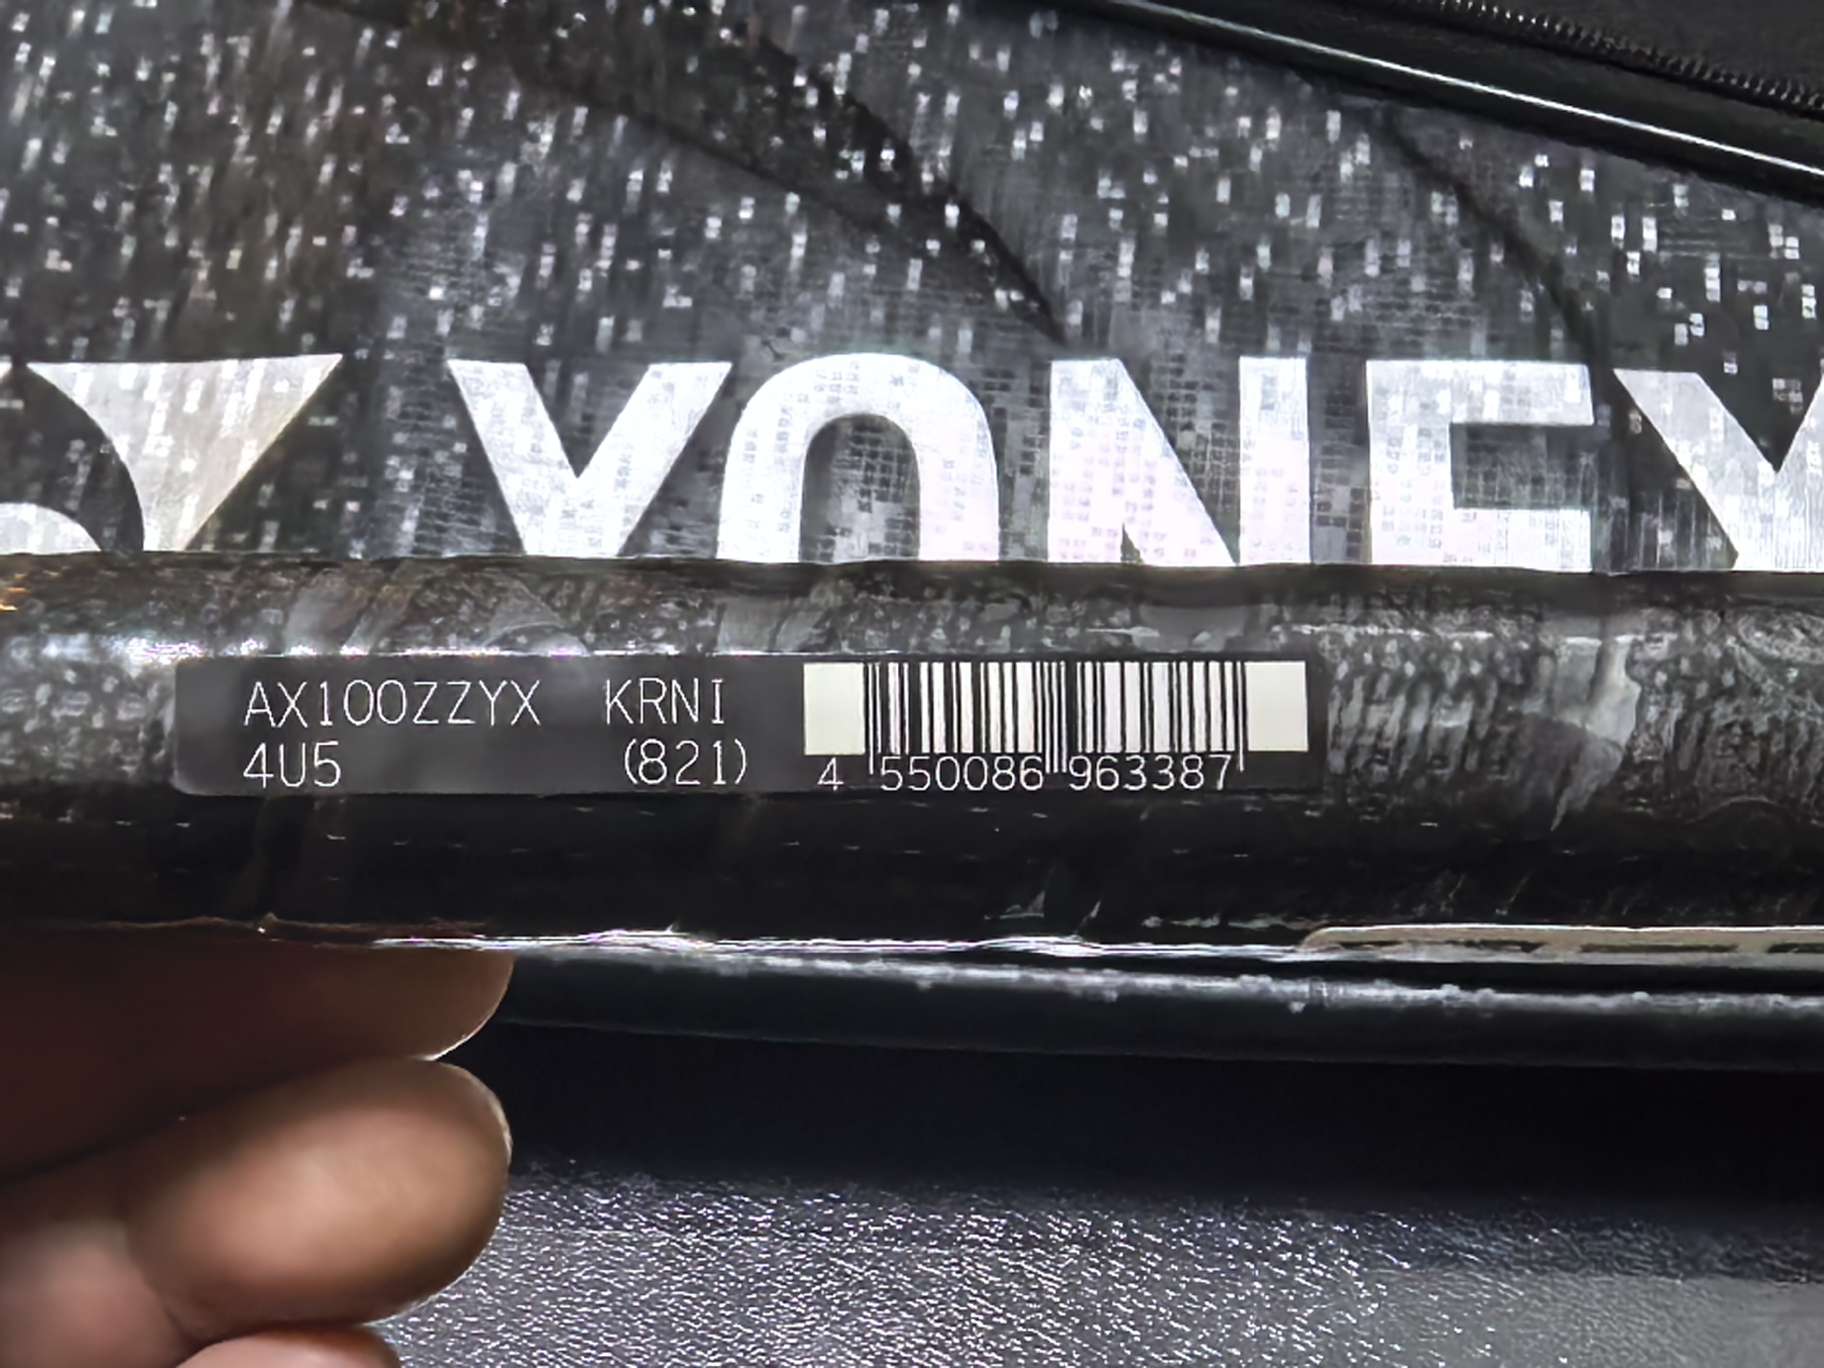 YONEX
AX100ZZYX KRNI
4U5 (821)
4 550086 963387